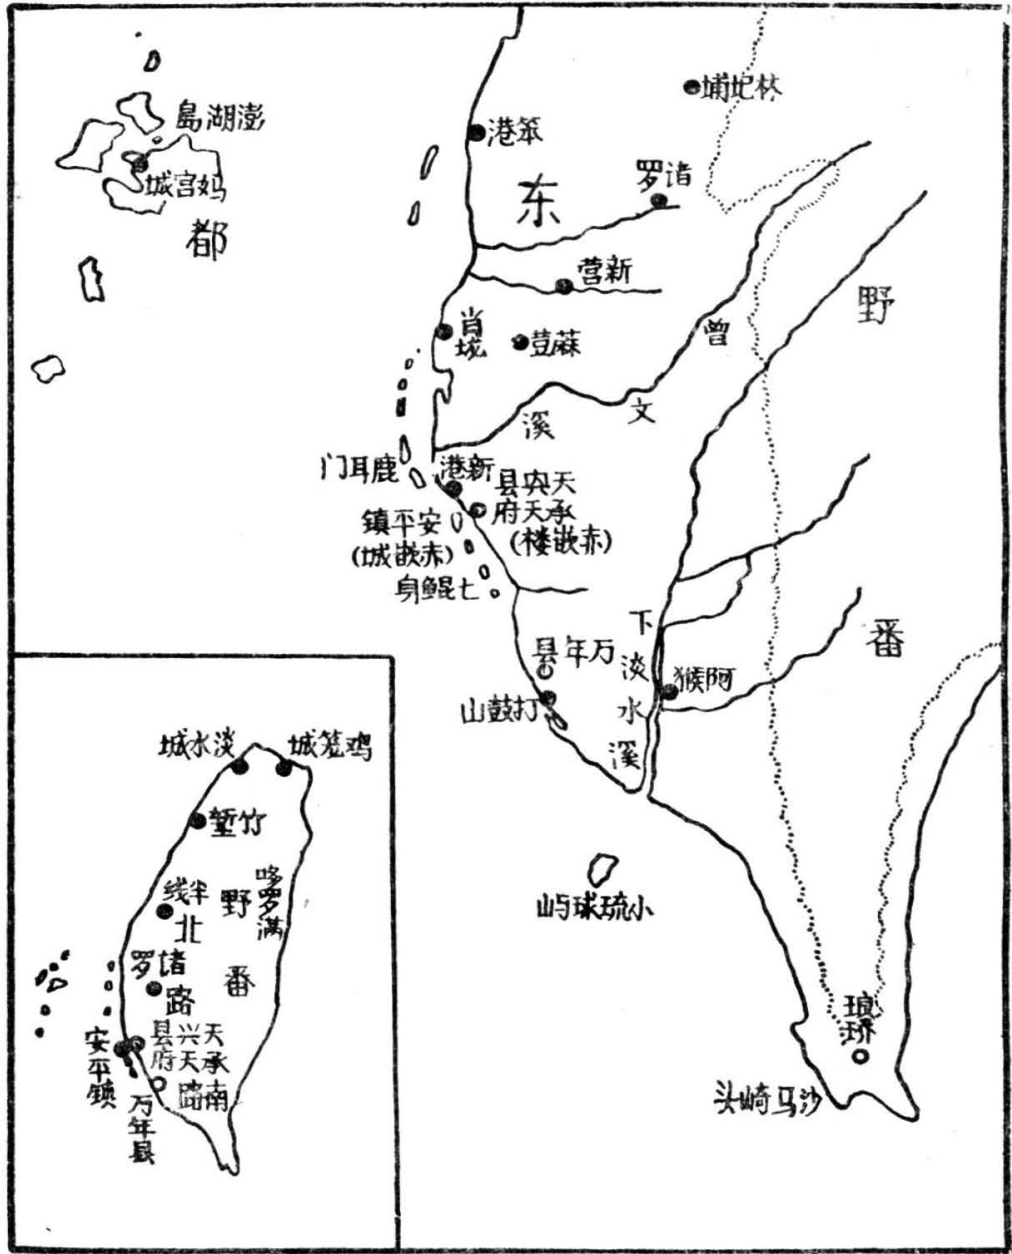 澎湖島
妈宫城
东都
林圯埔
笨港
诸罗
新营
肖垅
蔴荳
曾文溪
野番
鹿耳门
新港
天兴县
承天府
(赤嵌楼)
安平鎮
(赤嵌城)
七鲲身
万年县
打鼓山
下淡水溪
阿猴
小琉球屿
沙马崎头
淡水城
鸡笼城
竹堑
半线
哆罗满
野番
北路
诸罗
天兴县
承天府
南路
安平鎮
万年县